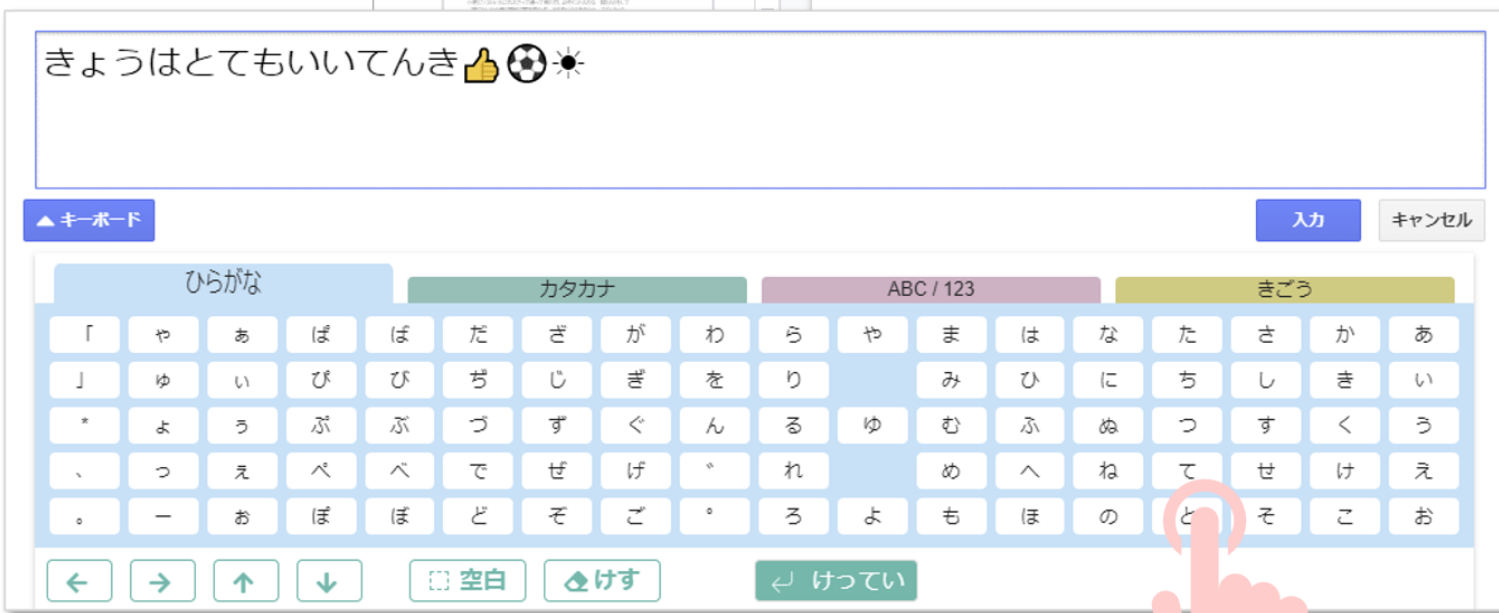 きょうはとてもいいてんき👍⚽☀
▲ キーボード
入力
キャンセル
ひらがな
カタカナ
ABC / 123
きごう
「 ゃ ぁ ぱ ば だ ざ が わ ら や ま は な た さ か あ
」 ゅ ぃ ぴ び ぢ じ ぎ を り み ひ に ち し き い
* ょ ぅ ぷ ぶ づ ず ぐ ん る ゆ む ふ ぬ つ す く う
、 っ ぇ ぺ べ で ぜ げ ゛ れ め へ ね て せ け え
。 ー ぉ ぽ ぼ ど ぞ ご ゜ ろ よ も ほ の と そ こ お
← → ↑ ↓ 空白 けす けってい